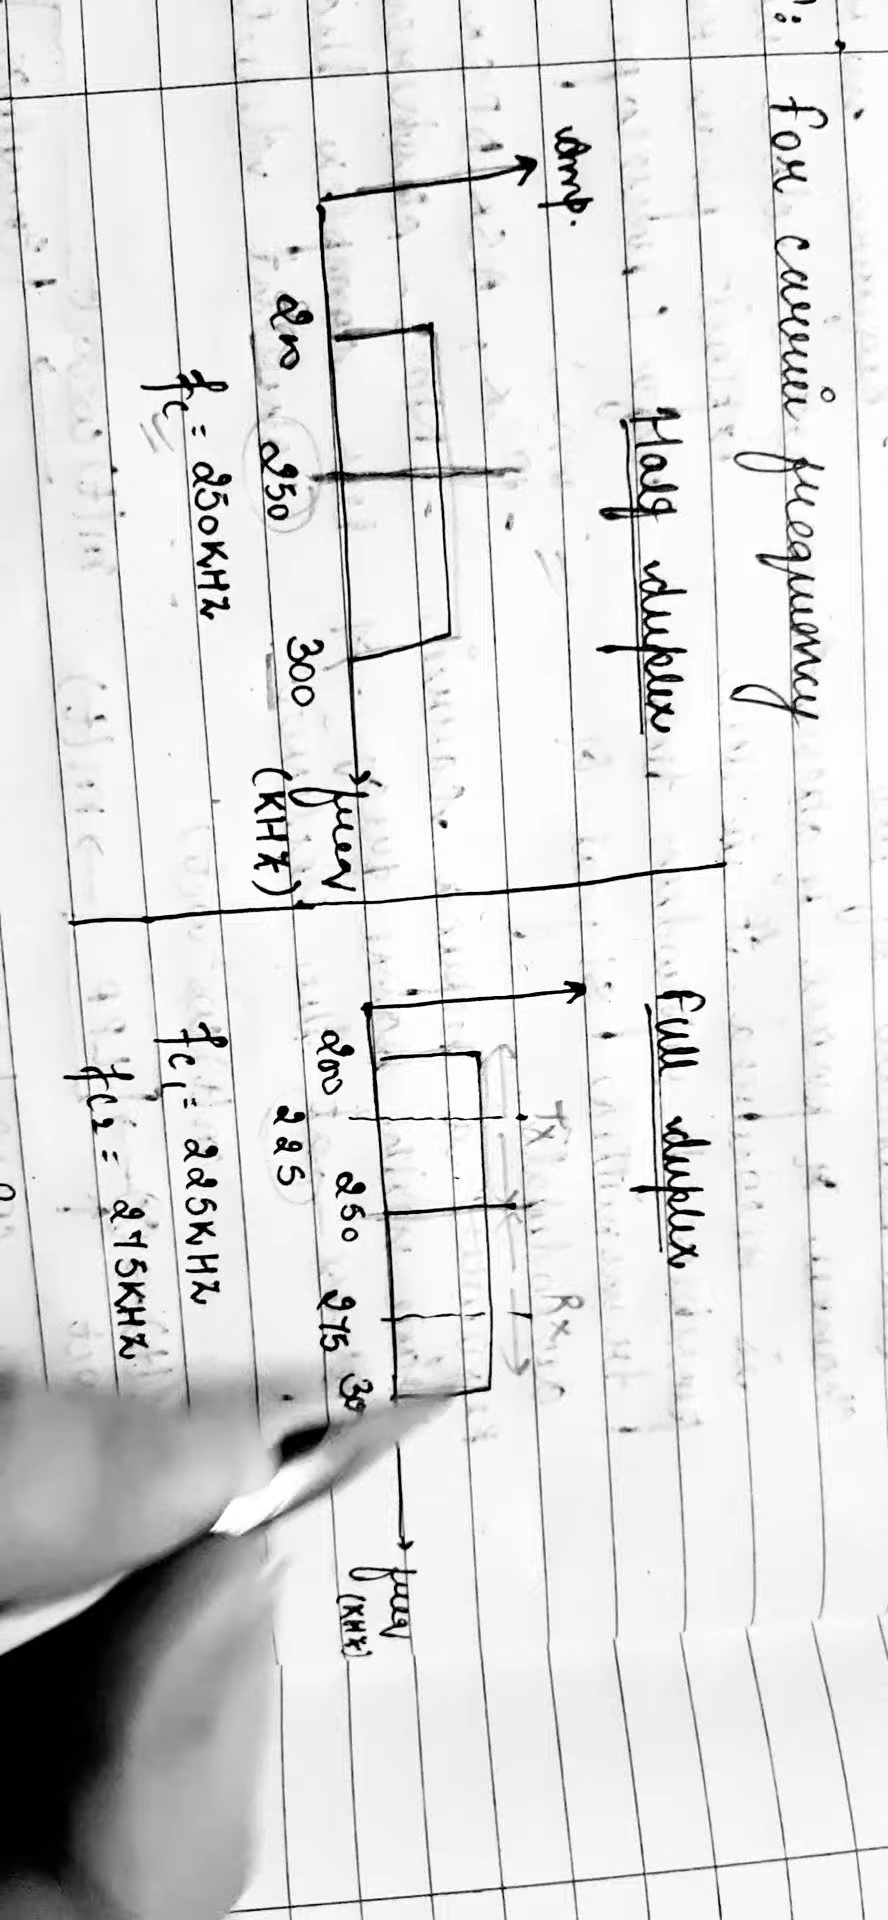 For carrier frequency
Half duplex
Amp.
200 250 300
freq
(KHz)
fc = 250KHz
Full duplex
Tx Rx
200 250 275 30
225
freq
(KHz)
fc1 = 225KHz
fc2 = 275KHz